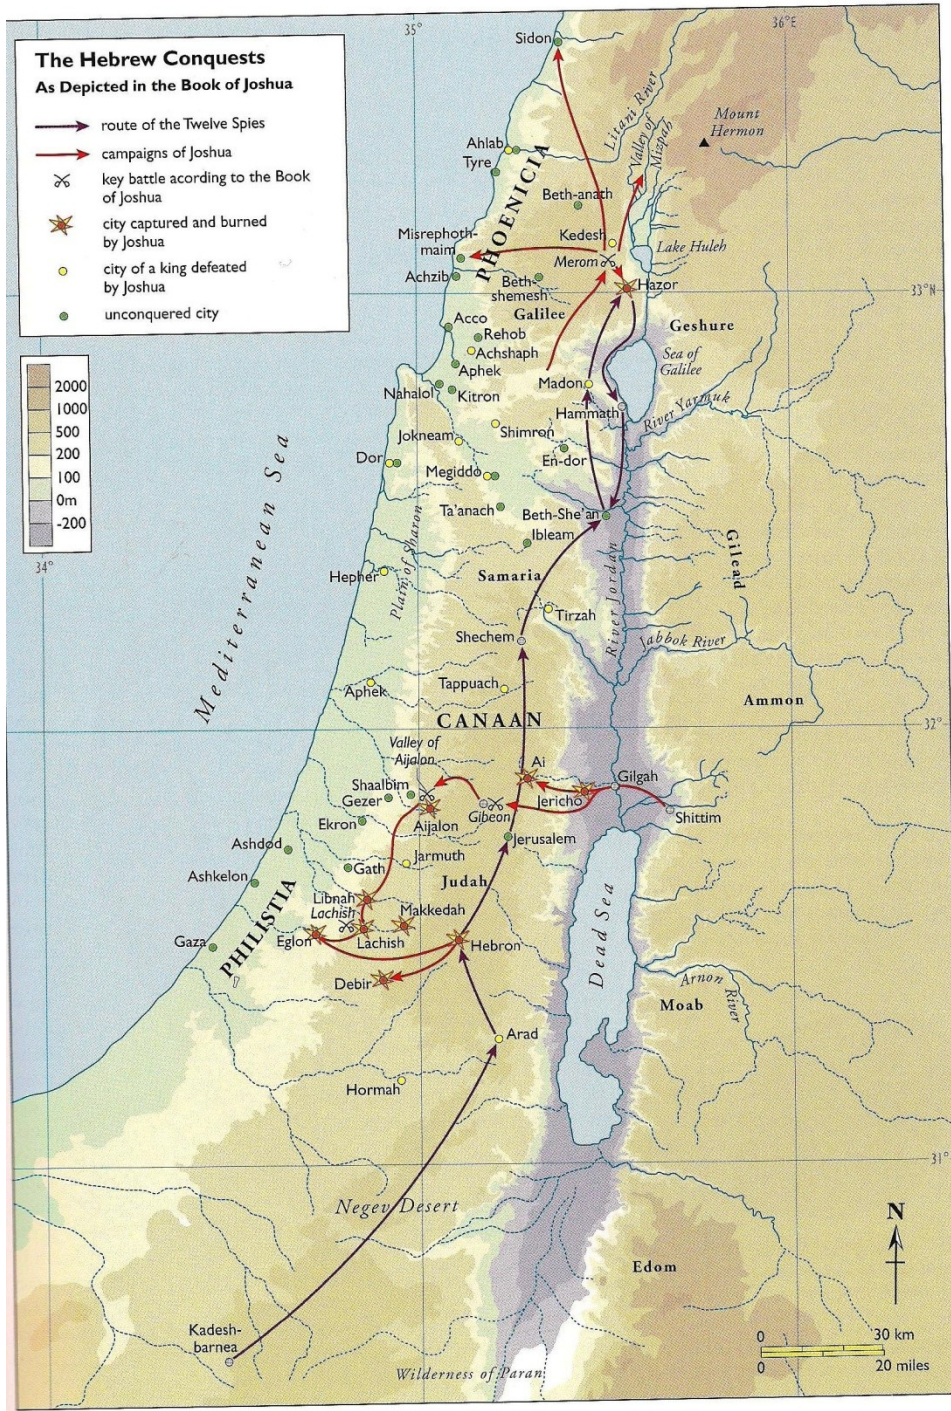 The Hebrew Conquests
As Depicted in the Book of Joshua
route of the Twelve Spies
campaigns of Joshua
key battle acording to the Book
of Joshua
city captured and burned
by Joshua
city of a king defeated
by Joshua
unconquered city
2000
1000
500
200
100
0m
-200
35°
36°E
Sidon
Litani River
Valley of
Mizpah
Mount
Hermon
Ahlab
Tyre
PHOENICIA
Beth-anath
Misrephoth-
maim
Kedesh
Merom
Lake Huleh
Achzib
Beth-
shemesh
Hazor
33°N
Galilee
Acco
Rehob
Geshure
Achshaph
Sea of
Galilee
Aphek
Nahalol
Kitron
Madon
Hammath
River Yarmuk
Shimron
Jokneam
Dor
En-dor
Megiddo
Ta'anach
Beth-She'an
Ibleam
Mediterranean Sea
Plain of Sharon
Gilead
34°
Hepher
Samaria
River Jordan
Tirzah
Shechem
Jabbok River
Aphek
Tappuach
Ammon
CANAAN
32°
Valley of
Aijalon
Ai
Gilgah
Shaalbim
Gezer
Jericho
Gibeon
Shittim
Aijalon
Ekron
Jerusalem
Ashdod
Jarmuth
Gath
Ashkelon
Judah
Libnah
Lachish
Makkedah
PHILISTIA
Gaza
Eglon
Lachish
Hebron
Dead Sea
Debir
Arnon
River
Moab
Arad
Hormah
31°
Negev Desert
N
Edom
Kadesh-
barnea
0
30 km
0
20 miles
Wilderness of Paran